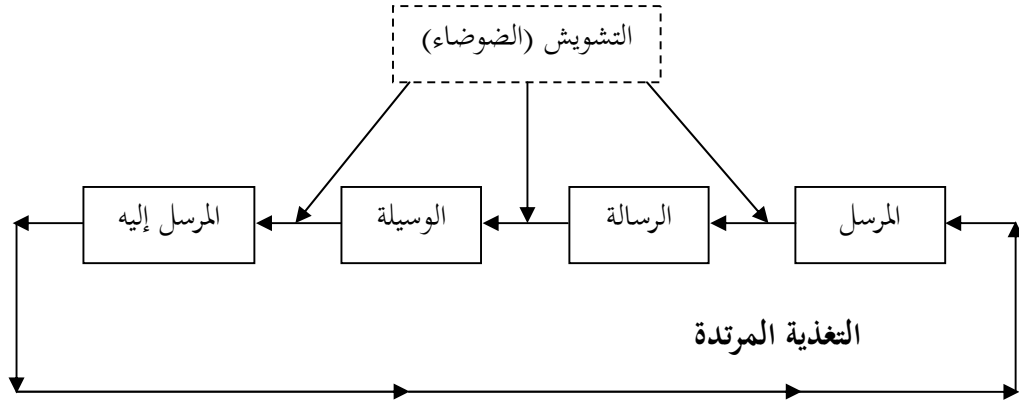 التشويش (الضوضاء)
المرسل
الرسالة
الوسيلة
المرسل إليه
التغذية المرتدة